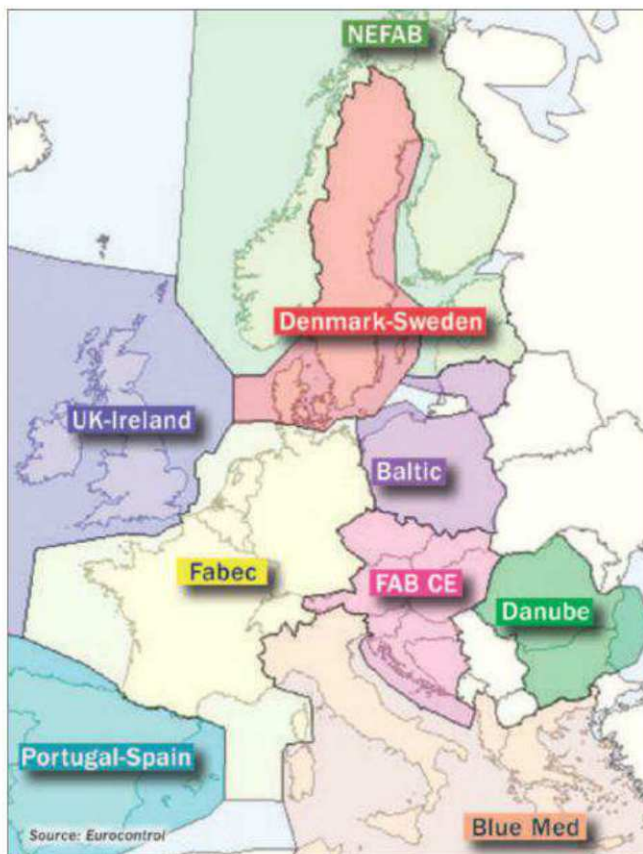 NEFAB
Denmark-Sweden
UK-Ireland
Baltic
Fabec
FAB CE
Danube
Portugal-Spain
Source: Eurocontrol
Blue Med